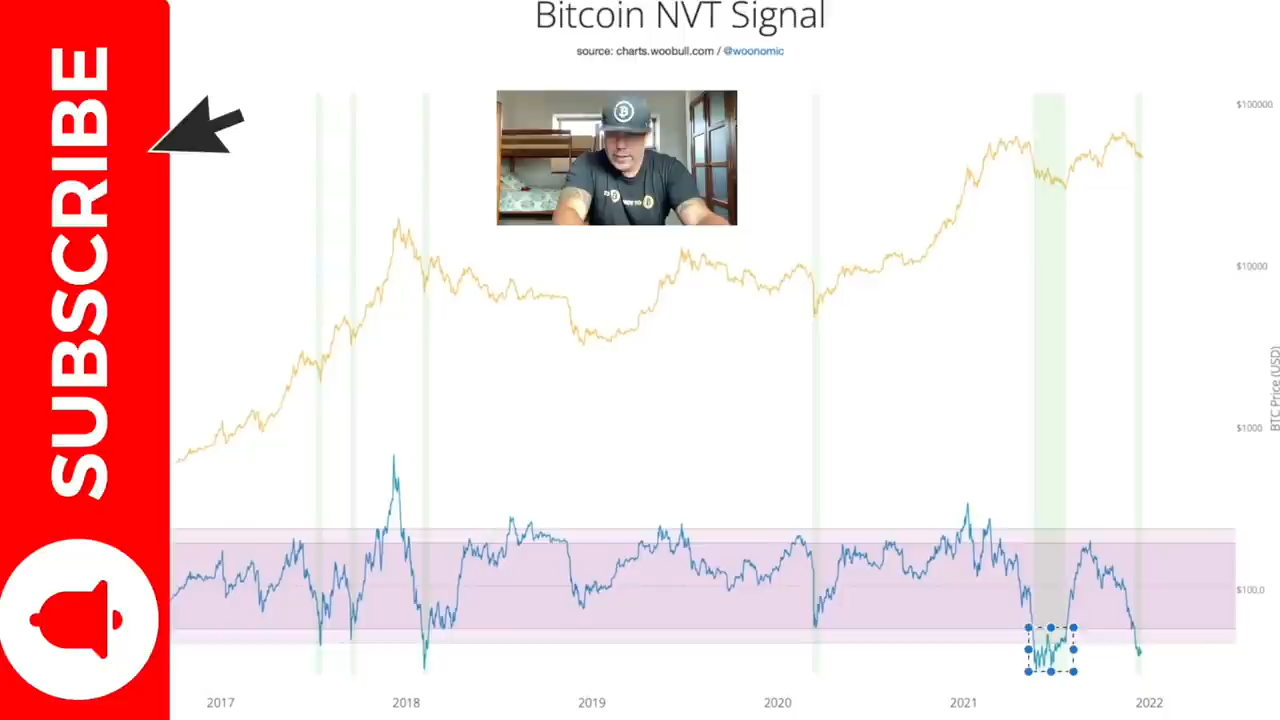 SUBSCRIBE
Bitcoin NVT Signal
source: charts.woobull.com / @woonomic
$100000
$10000
$1000
$100.0
BTC Price (USD)
2017
2018
2019
2020
2021
2022